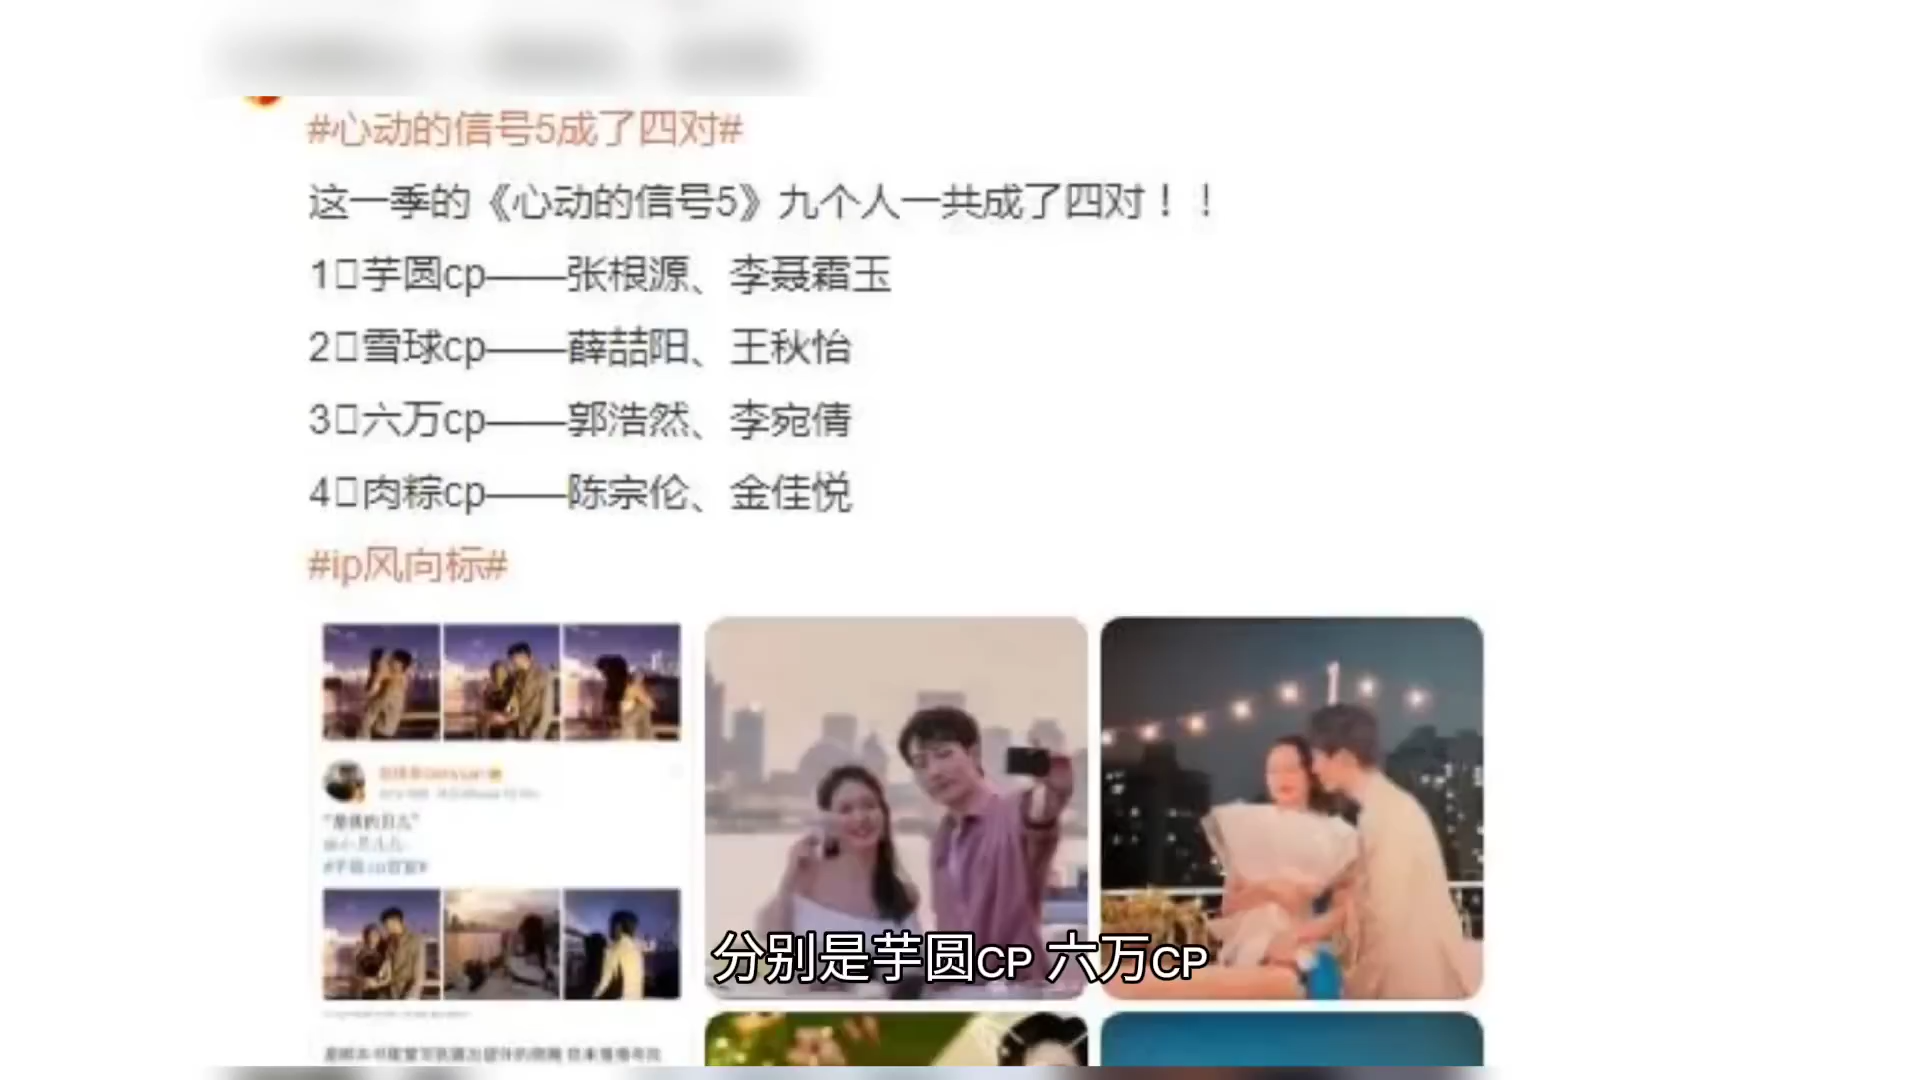 #心动的信号5成了四对#
这一季的《心动的信号5》九个人一共成了四对！！
1□芋圆cp——张根源、李聂霜玉
2□雪球cp——薛喆阳、王秋怡
3□六万cp——郭浩然、李宛倩
4□肉粽cp——陈宗伦、金佳悦
#ip风向标#
分别是芋圆CP 六万CP